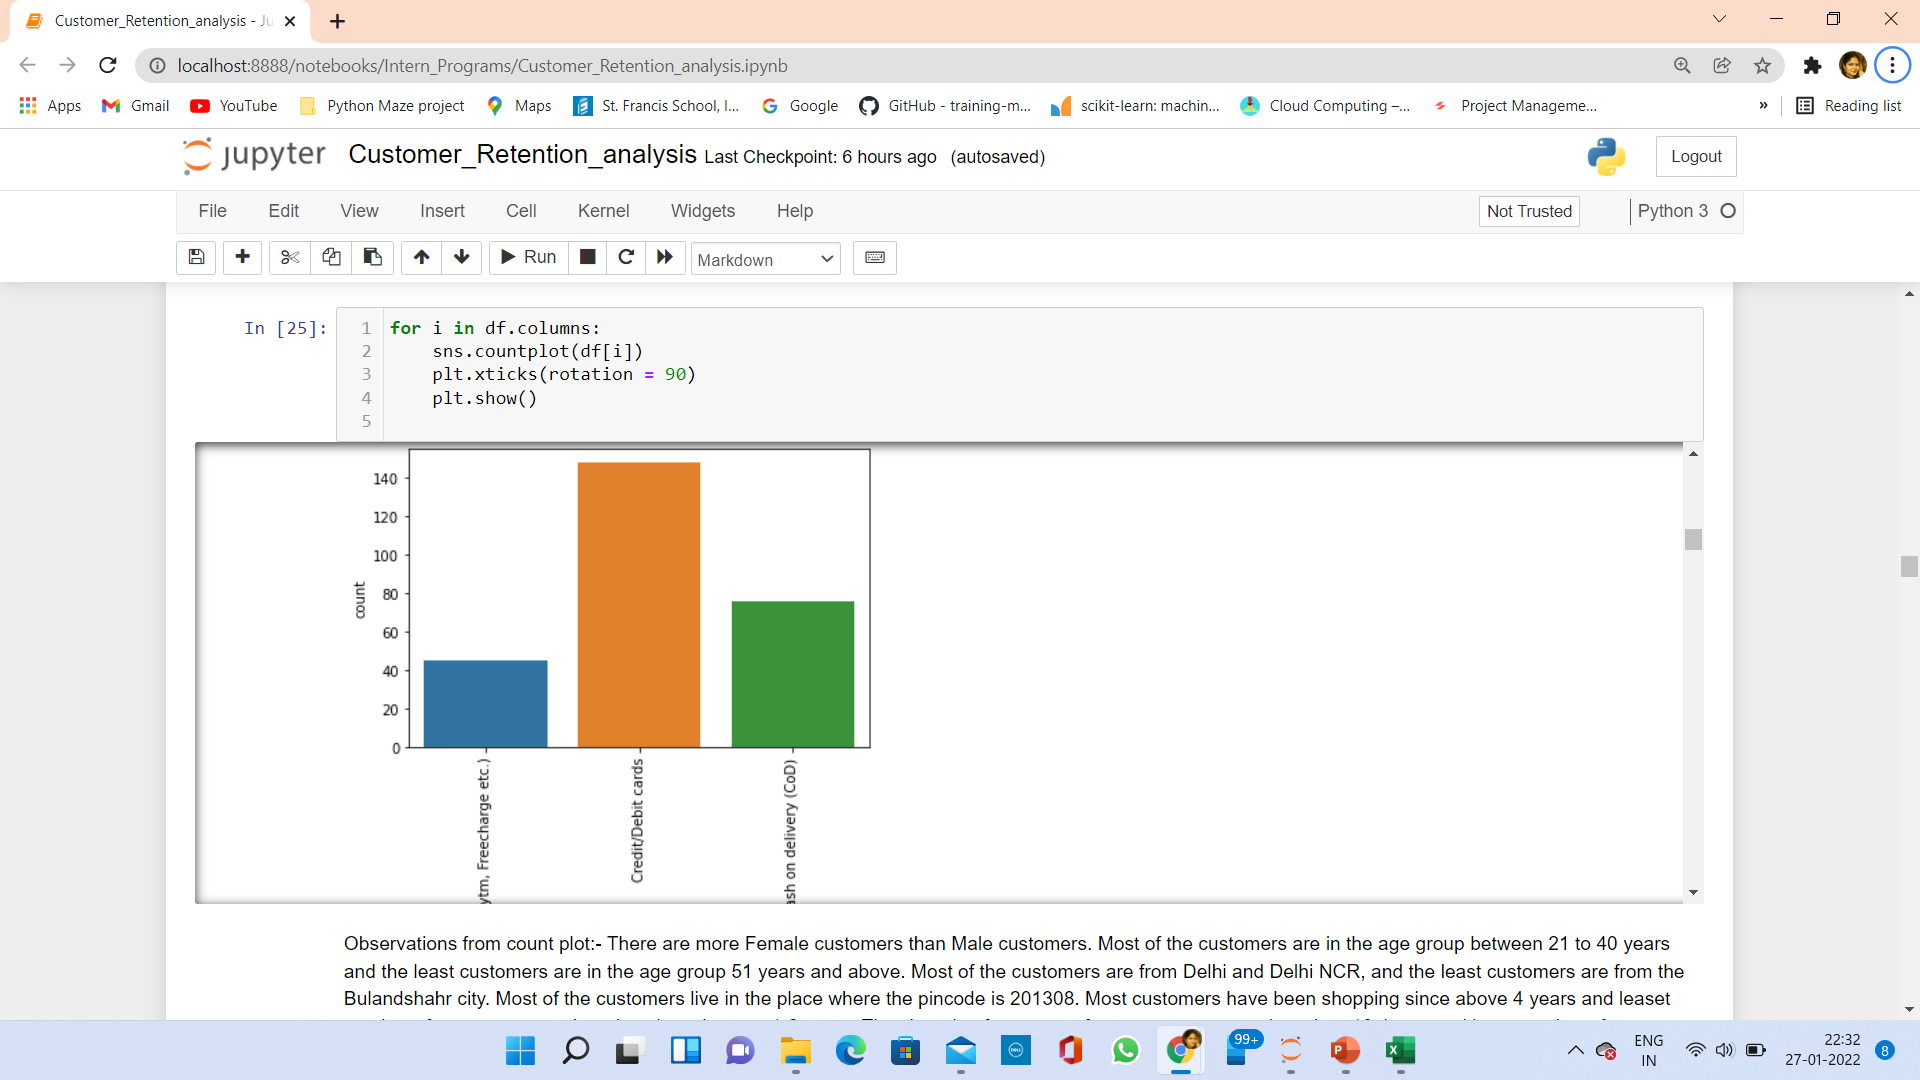 Customer_Retention_analysis - Ju
localhost:8888/notebooks/Intern_Programs/Customer_Retention_analysis.ipynb
Apps Gmail YouTube Python Maze project Maps St. Francis School, I... Google GitHub - training-m... scikit-learn: machin... Cloud Computing –... Project Manageme... » Reading list
jupyter Customer_Retention_analysis Last Checkpoint: 6 hours ago (autosaved) Logout
File Edit View Insert Cell Kernel Widgets Help Not Trusted Python 3
Run Markdown
In [25]: 1 for i in df.columns:
2 sns.countplot(df[i])
3 plt.xticks(rotation = 90)
4 plt.show()
5
140
120
100
80
60
40
20
0
count
ytm, Freecharge etc.)
Credit/Debit cards
ash on delivery (CoD)
Observations from count plot:- There are more Female customers than Male customers. Most of the customers are in the age group between 21 to 40 years
and the least customers are in the age group 51 years and above. Most of the customers are from Delhi and Delhi NCR, and the least customers are from the
Bulandshahr city. Most of the customers live in the place where the pincode is 201308. Most customers have been shopping since above 4 years and leaset
99+
ENG
IN
22:32
27-01-2022
8